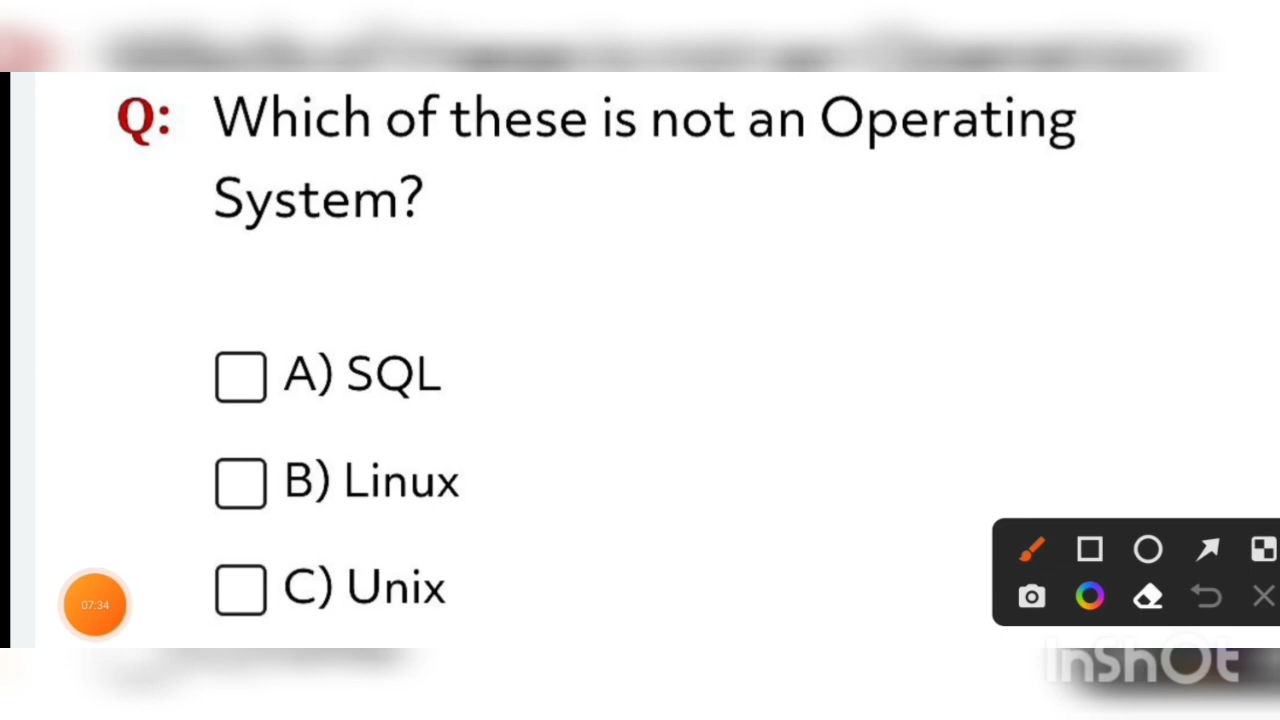 Q: Which of these is not an Operating
System?
A) SQL
B) Linux
C) Unix
07:34
InShOt